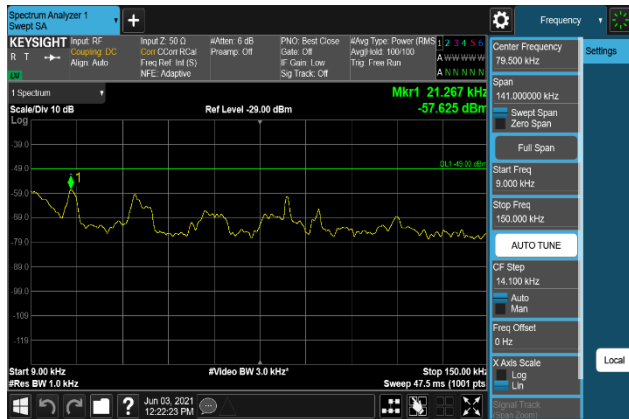 Spectrum Analyzer 1
Swept SA
+
Frequency
KEYSIGHT
R T
LXI
Input: RF
Coupling: DC
Align: Auto
Input Z: 50 Ω
Corr CCorr RCal
Freq Ref: Int (S)
NFE: Adaptive
#Atten: 6 dB
Preamp: Off
PNO: Best Close
Gate: Off
IF Gain: Low
Sig Track: Off
#Avg Type: Power (RMS)
Avg|Hold: 100/100
Trig: Free Run
1 2 3 4 5 6
A W W W W W
A N N N N N
1 Spectrum
Scale/Div 10 dB
Log
Ref Level -29.00 dBm
Mkr1 21.267 kHz
-57.625 dBm
-39.0
-49.0
-59.0
-69.0
-79.0
-89.0
-99.0
-109
-119
DL1 -49.00 dBm
1
Start 9.00 kHz
#Res BW 1.0 kHz
#Video BW 3.0 kHz*
Stop 150.00 kHz
Sweep 47.5 ms (1001 pts
Jun 03, 2021
12:22:23 PM
?
Center Frequency
79.500 kHz
Span
141.000000 kHz
Swept Span
Zero Span
Full Span
Start Freq
9.000 kHz
Stop Freq
150.000 kHz
AUTO TUNE
CF Step
14.100 kHz
Auto
Man
Freq Offset
0 Hz
X Axis Scale
Log
Lin
Signal Track
(Span Zoom)
Settings
Local